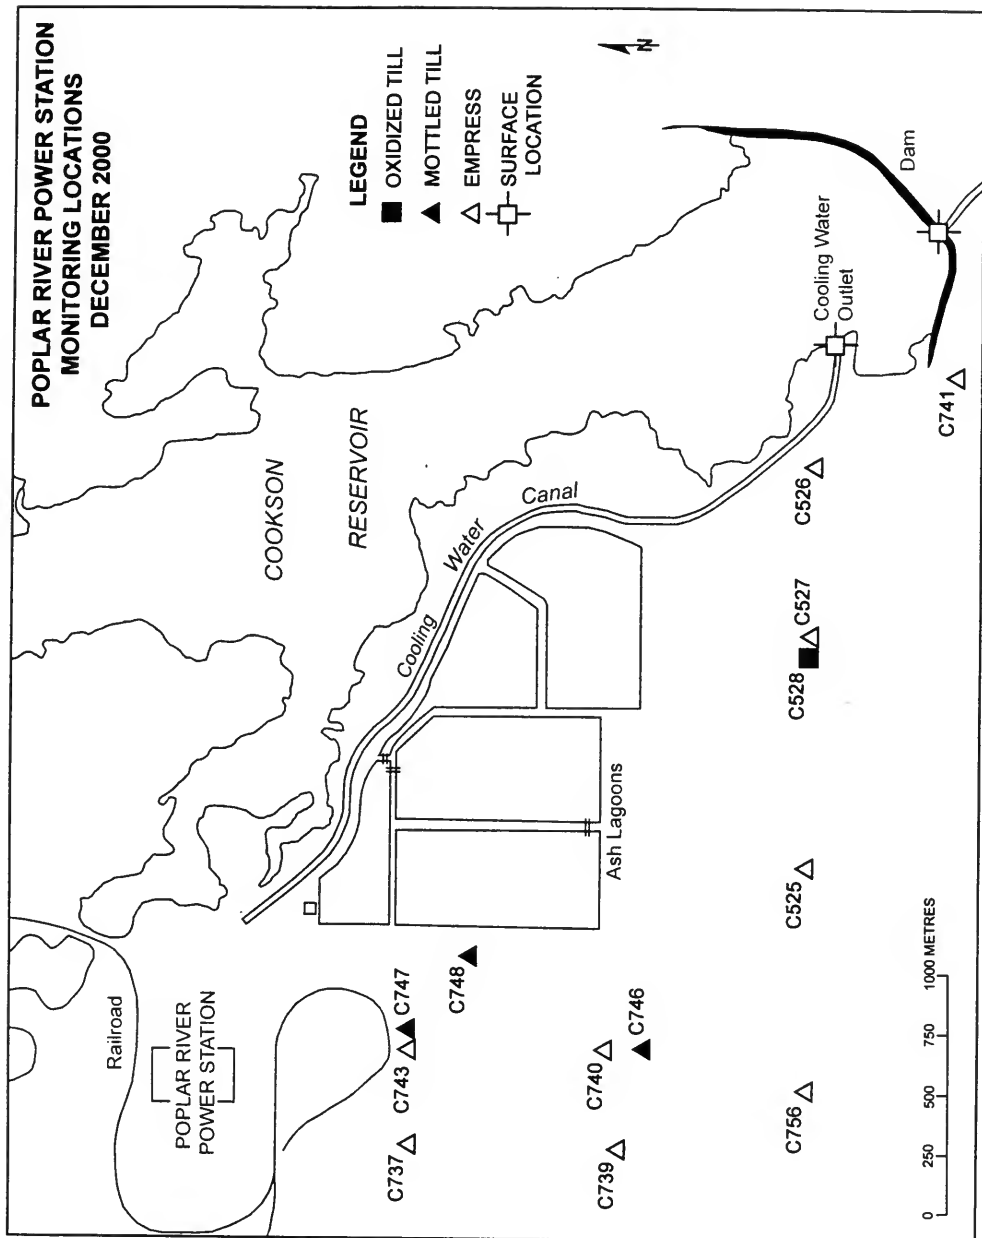 POPLAR RIVER POWER STATION
MONITORING LOCATIONS
DECEMBER 2000
LEGEND
OXIDIZED TILL
MOTTLED TILL
EMPRESS
SURFACE
LOCATION
N
COOKSON
RESERVOIR
Railroad
POPLAR RIVER
POWER STATION
Cooling
Water
Canal
Cooling Water
Outlet
Dam
Ash Lagoons
C737
C743
C747
C748
C739
C740
C746
C756
C525
C528
C527
C526
C741
0
250
500
750
1000 METRES